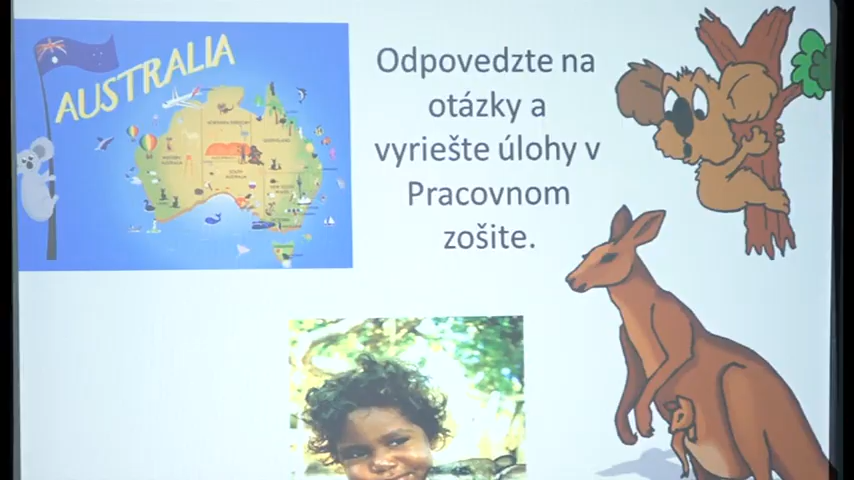 AUSTRALIA
Odpovedzte na
otázky a
vyriešte úlohy v
Pracovnom
zošite.